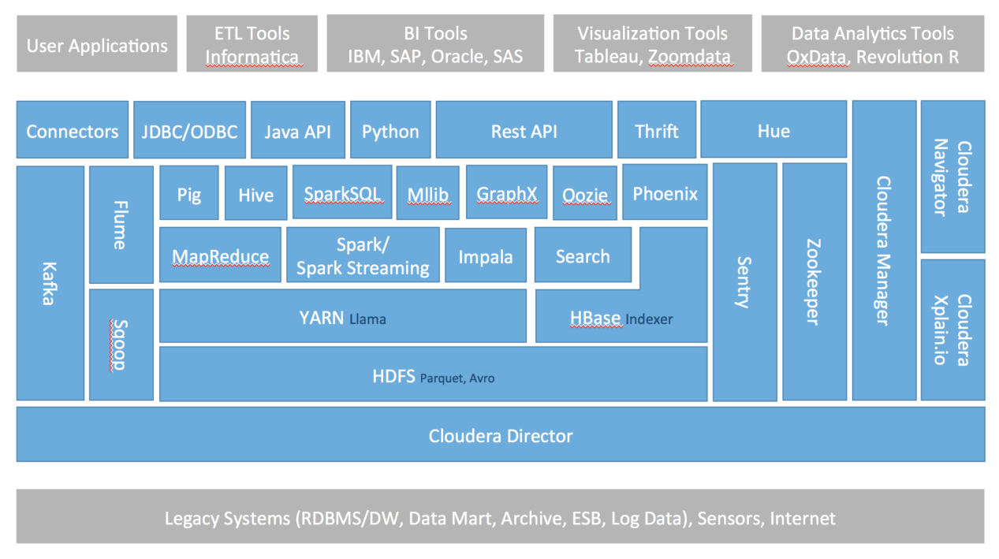 User Applications
ETL Tools
Informatica
BI Tools
IBM, SAP, Oracle, SAS
Visualization Tools
Tableau, Zoomdata
Data Analytics Tools
OxData, Revolution R
Connectors
JDBC/ODBC
Java API
Python
Rest API
Thrift
Hue
Cloudera Manager
Cloudera
Navigator
Kafka
Flume
Pig
Hive
SparkSQL
Mllib
GraphX
Oozie
Phoenix
Sentry
Zookeeper
MapReduce
Spark/
Spark Streaming
Impala
Search
Cloudera
Xplain.io
Sqoop
YARN Llama
HBase Indexer
HDFS Parquet, Avro
Cloudera Director
Legacy Systems (RDBMS/DW, Data Mart, Archive, ESB, Log Data), Sensors, Internet